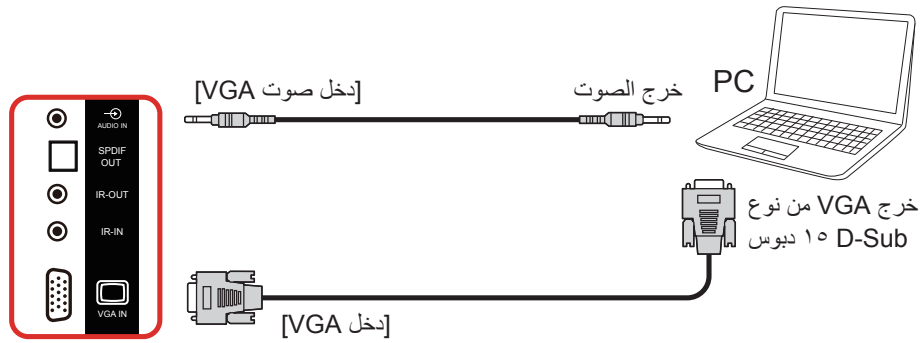 [دخل صوت VGA]
خرج الصوت
PC
AUDIO IN
SPDIF
OUT
IR-OUT
IR-IN
VGA IN
خرج VGA من نوع
D-Sub ١٥ دبوس
[دخل VGA]